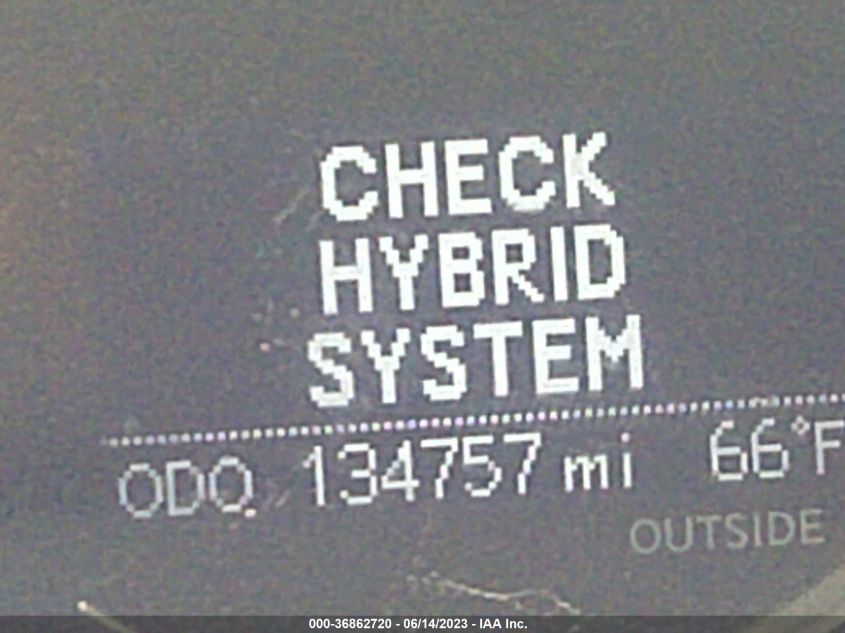 CHECK
HYBRID
SYSTEM
ODO 134757 mi 66°F
OUTSIDE
000-36862720 - 06/14/2023 - IAA Inc.